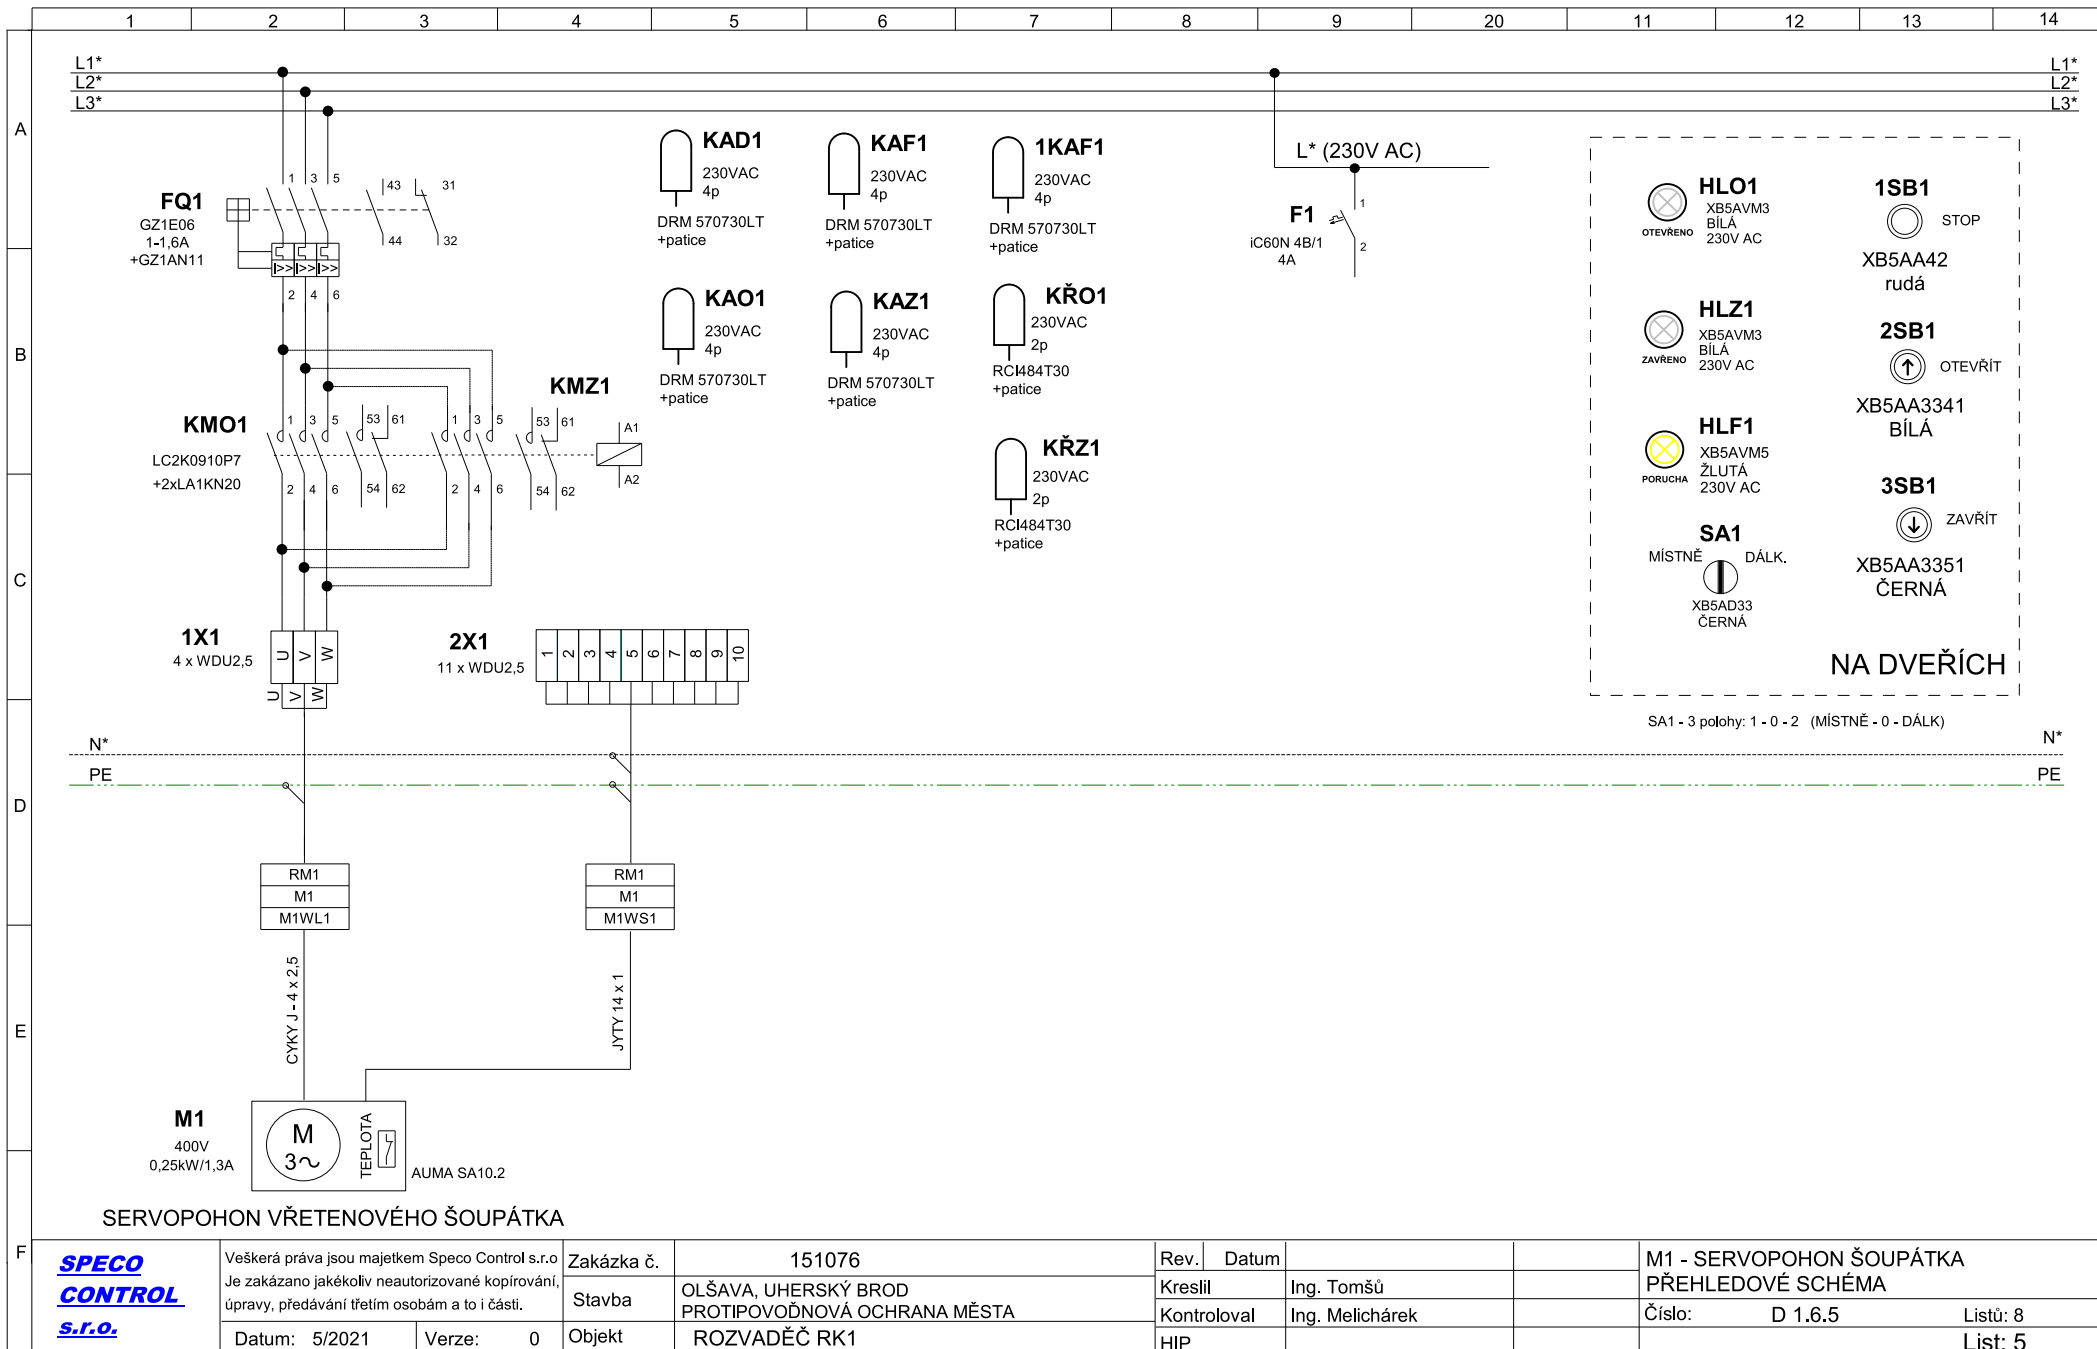 1 2 3 4 5 6 7 8 9 20 11 12 13 14
A
B
C
D
E
F
L1* L1*
L2* L2*
L3* L3*
FQ1
GZ1E06
1-1,6A
+GZ1AN11
1 3 5 43 31
44 32
I>> I>> I>>
2 4 6
KAD1
230VAC
4p
DRM 570730LT
+patice
KAF1
230VAC
4p
DRM 570730LT
+patice
1KAF1
230VAC
4p
DRM 570730LT
+patice
KAO1
230VAC
4p
DRM 570730LT
+patice
KAZ1
230VAC
4p
DRM 570730LT
+patice
KŘO1
230VAC
2p
RCI484T30
+patice
KŘZ1
230VAC
2p
RCI484T30
+patice
L* (230V AC)
F1
iC60N 4B/1
4A
1
2
KMO1
LC2K0910P7
+2xLA1KN20
KMZ1
1 3 5 53 61 1 3 5 53 61 A1
2 4 6 54 62 2 4 6 54 62 A2
HLO1
XB5AVM3
BÍLÁ
230V AC
OTEVŘENO
HLZ1
XB5AVM3
BÍLÁ
230V AC
ZAVŘENO
HLF1
XB5AVM5
ŽLUTÁ
230V AC
PORUCHA
SA1
MÍSTNĚ DÁLK.
XB5AD33
ČERNÁ
1SB1
STOP
XB5AA42
rudá
2SB1
OTEVŘÍT
XB5AA3341
BÍLÁ
3SB1
ZAVŘÍT
XB5AA3351
ČERNÁ
NA DVEŘÍCH
SA1 - 3 polohy: 1 - 0 - 2 (MÍSTNĚ - 0 - DÁLK)
1X1
4 x WDU2,5
U V W
U V W
2X1
11 x WDU2,5
1 2 3 4 5 6 7 8 9 10
N* N*
PE PE
RM1
M1
M1WL1
RM1
M1
M1WS1
CYKY J - 4 x 2,5
JYTY 14 x 1
M1
400V
0,25kW/1,3A
M
3~
TEPLOTA
AUMA SA10.2
SERVOPOHON VŘETENOVÉHO ŠOUPÁTKA
SPECO
CONTROL
s.r.o.
Veškerá práva jsou majetkem Speco Control s.r.o
Je zakázáno jakékoliv neautorizované kopírování,
úpravy, předávání třetím osobám a to i části.
Datum: 5/2021 Verze: 0
Zakázka č. 151076
Stavba OLŠAVA, UHERSKÝ BROD
PROTIPOVODŇOVÁ OCHRANA MĚSTA
Objekt ROZVADĚČ RK1
Rev. Datum
Kreslil Ing. Tomšů
Kontroloval Ing. Melichárek
HIP
M1 - SERVOPOHON ŠOUPÁTKA
PŘEHLEDOVÉ SCHÉMA
Číslo: D 1.6.5 Listů: 8
List: 5